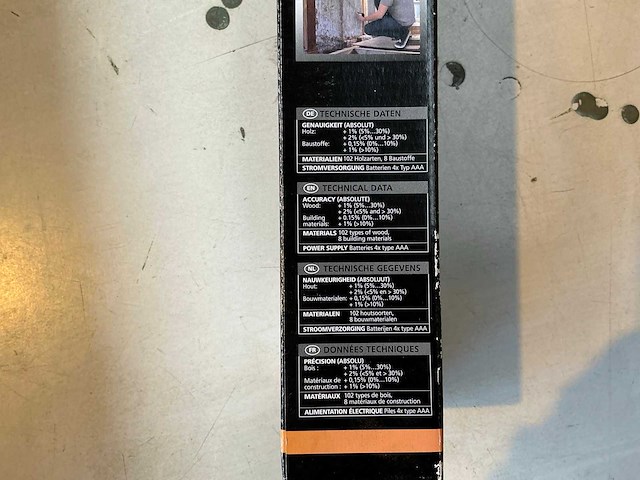 DE TECHNISCHE DATEN
GENAUIGKEIT (ABSOLUT)
Holz: + 1% (5%...30%)
+ 2% (<5% und > 30%)
Baustoffe: + 0,15% (0%...10%)
+ 1% (>10%)
MATERIALIEN 102 Holzarten, 8 Baustoffe
STROMVERSORGUNG Batterien 4x Typ AAA
EN TECHNICAL DATA
ACCURACY (ABSOLUTE)
Wood: + 1% (5%...30%)
+ 2% (<5% and > 30%)
Building + 0.15% (0%...10%)
materials: + 1% (>10%)
MATERIALS 102 types of wood,
8 building materials
POWER SUPPLY Batteries 4x type AAA
NL TECHNISCHE GEGEVENS
NAUWKEURIGHEID (ABSOLUUT)
Hout: + 1% (5%...30%)
+ 2% (<5% en > 30%)
Bouwmaterialen: + 0,15% (0%...10%)
+ 1% (>10%)
MATERIALEN 102 houtsoorten,
8 bouwmaterialen
STROOMVERZORGING Batterijen 4x type AAA
FR DONNÉES TECHNIQUES
PRÉCISION (ABSOLU)
Bois : + 1% (5%...30%)
+ 2% (<5% et > 30%)
Matériaux de + 0,15% (0%...10%)
construction : + 1% (>10%)
MATÉRIAUX 102 types de bois,
8 matériaux de construction
ALIMENTATION ÉLECTRIQUE Piles 4x type AAA